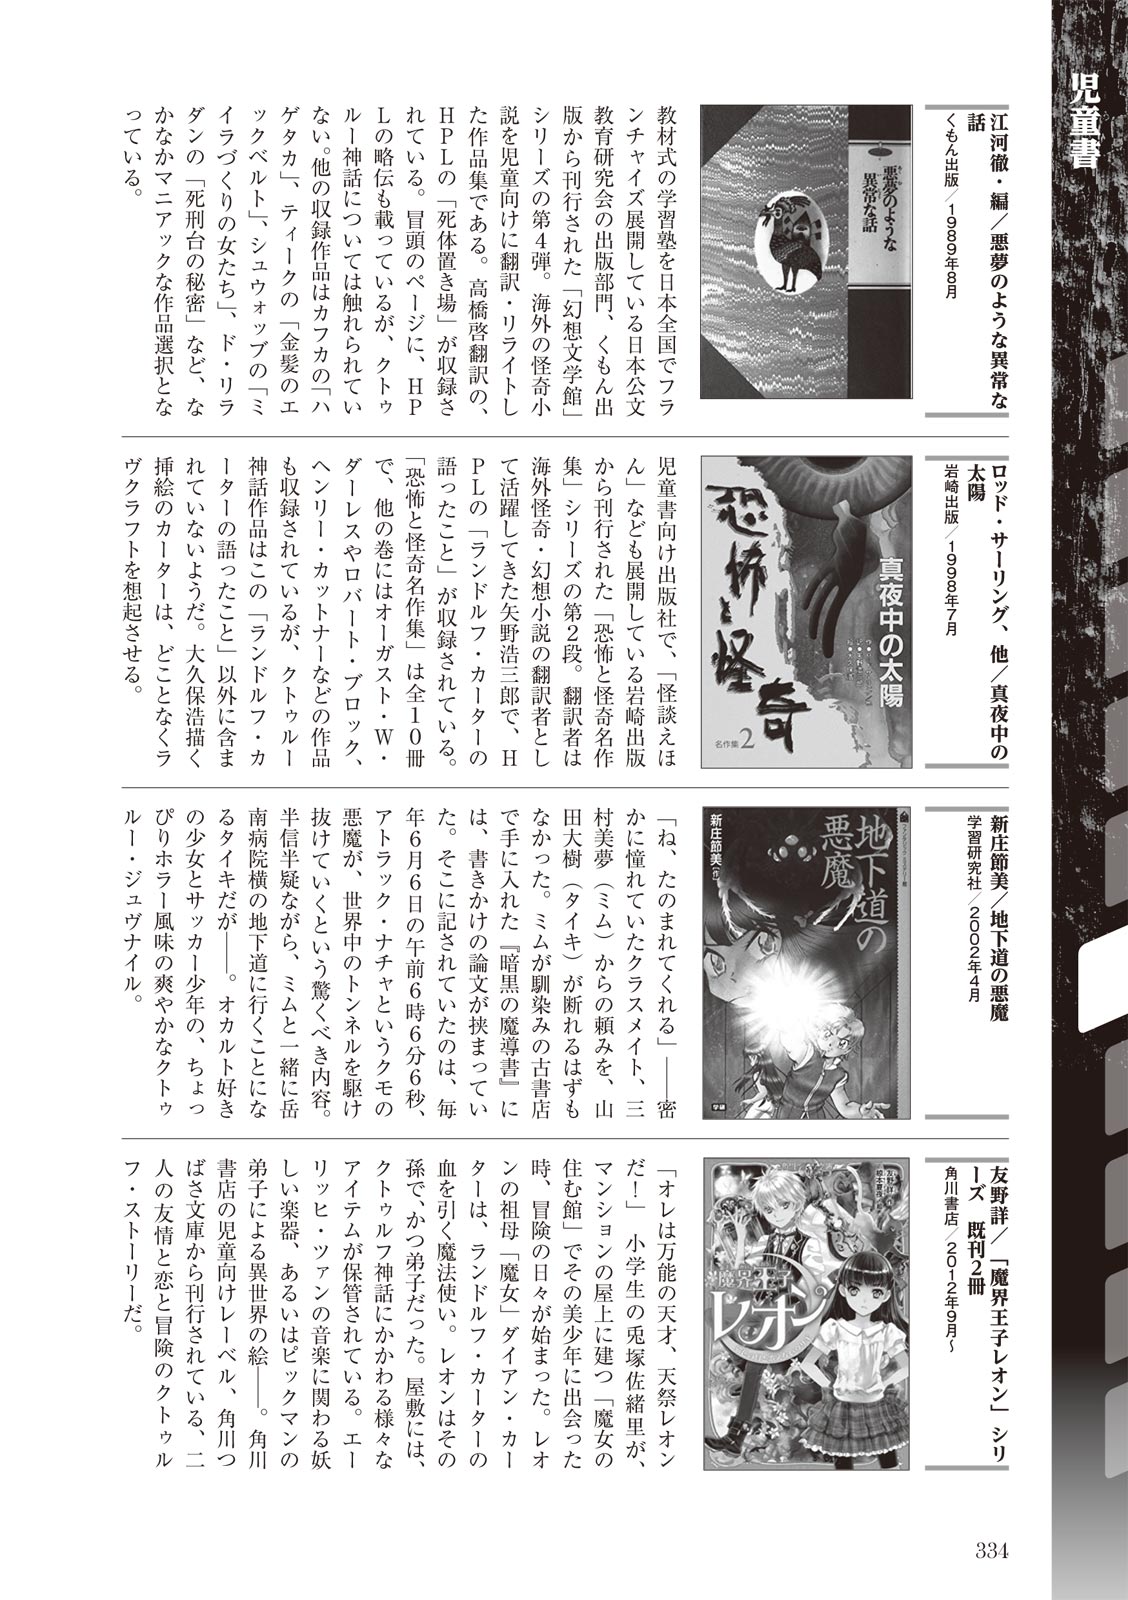 児童書
江河徹・編／悪夢のような異常な
話
くもん出版／1989年8月
悪夢のような
異常な話
教材式の学習塾を日本全国でフラ
ンチャイズ展開している日本公文
教育研究会の出版部門、くもん出
版から刊行された「幻想文学館」
シリーズの第４弾。海外の怪奇小
説を児童向けに翻訳・リライトし
た作品集である。高橋啓翻訳の、
ＨＰＬの「死体置き場」が収録さ
れている。冒頭のページに、ＨＰ
Ｌの略伝も載っているが、クトゥ
ルー神話については触れられてい
ない。他の収録作品はカフカの「ハ
ゲタカ」、ティークの「金髪のエ
ックベルト」、シュウォッブの「ミ
イラづくりの女たち」、ド・リラ
ダンの「死刑台の秘密」など、な
かなかマニアックな作品選択とな
っている。
ロッド・サーリング、他／真夜中の
太陽
岩崎出版／1998年7月
真夜中の太陽
恐怖と怪奇
名作集2
児童書向け出版社で、「怪談えほ
ん」なども展開している岩崎出版
から刊行された「恐怖と怪奇名作
集」シリーズの第２段。翻訳者は
海外怪奇・幻想小説の翻訳者とし
て活躍してきた矢野浩三郎で、Ｈ
ＰＬの「ランドルフ・カーターの
語ったこと」が収録されている。
「恐怖と怪奇名作集」は全１０冊
で、他の巻にはオーガスト・Ｗ・
ダーレスやロバート・ブロック、
ヘンリー・カットナーなどの作品
も収録されているが、クトゥルー
神話作品はこの「ランドルフ・カ
ーターの語ったこと」以外に含ま
れていないようだ。大久保浩描く
挿絵のカーターは、どことなくラ
ヴクラフトを想起させる。
新庄節美／地下道の悪魔
学習研究社／2002年4月
地下道の
悪魔
新庄節美（作）
学研
「ね、たのまれてくれる」――密
かに憧れていたクラスメイト、三
村美夢（ミム）からの頼みを、山
田大樹（タイキ）が断れるはずも
なかった。ミムが馴染みの古書店
で手に入れた『暗黒の魔導書』に
は、書きかけの論文が挟まってい
た。そこに記されていたのは、毎
年６月６日の午前６時６分６秒、
アトラック・ナチャというクモの
悪魔が、世界中のトンネルを駆け
抜けていくという驚くべき内容。
半信半疑ながら、ミムと一緒に岳
南病院横の地下道に行くことにな
るタイキだが――。オカルト好き
の少女とサッカー少年の、ちょっ
ぴりホラー風味の爽やかなクトゥ
ルー・ジュヴナイル。
友野詳／「魔界王子レオン」シリ
ーズ　既刊2冊
角川書店／2012年9月～
魔界王子
レオン
「オレは万能の天才、天祭レオン
だ！」　小学生の兎塚佐緒里が、
マンションの屋上に建つ「魔女の
住む館」でその美少年に出会った
時、冒険の日々が始まった。レオ
ンの祖母「魔女」ダイアン・カー
ターは、ランドルフ・カーターの
血を引く魔法使い。レオンはその
孫で、かつ弟子だった。屋敷には、
クトゥルフ神話にかかわる様々な
アイテムが保管されている。エー
リッヒ・ツァンの音楽に関わる妖
しい楽器、あるいはピックマンの
弟子による異世界の絵――。角川
書店の児童向けレーベル、角川つ
ばさ文庫から刊行されている、二
人の友情と恋と冒険のクトゥル
フ・ストーリーだ。
334